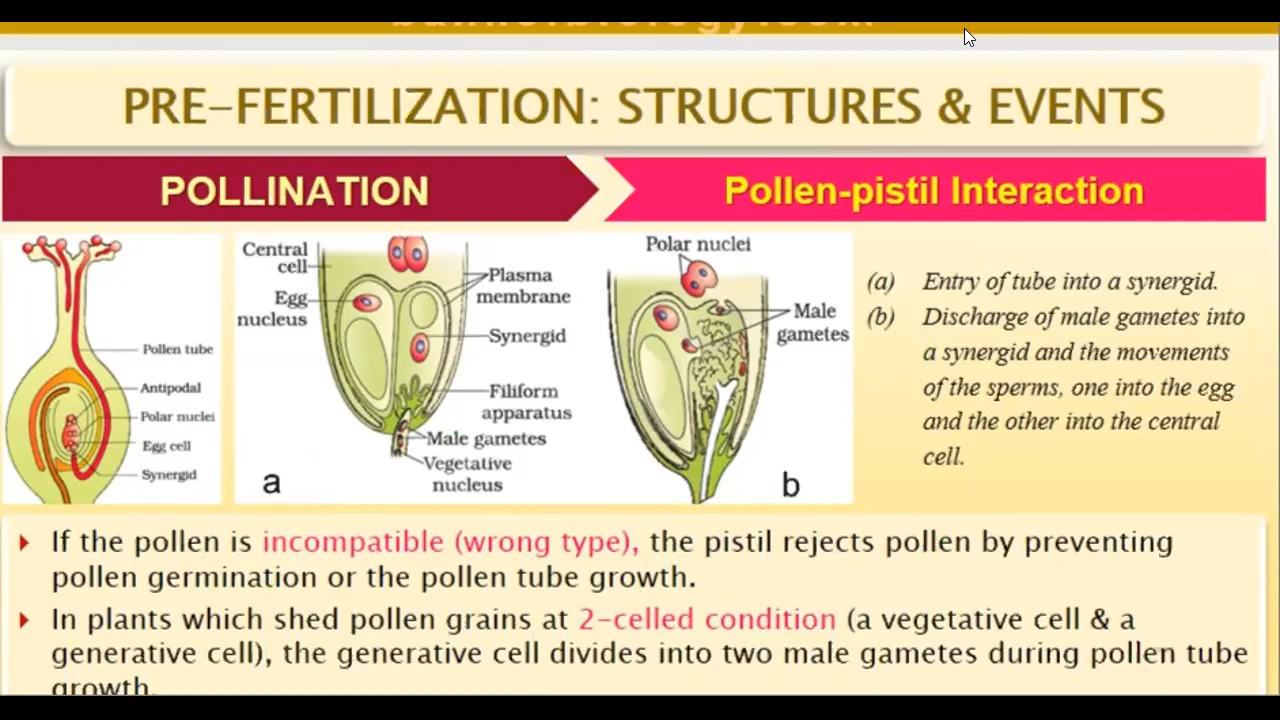 PRE-FERTILIZATION: STRUCTURES & EVENTS
POLLINATION
Pollen-pistil Interaction
Pollen tube
Antipodal
Polar nuclei
Egg cell
Synergid
Central
cell
Egg
nucleus
Plasma
membrane
Synergid
Filiform
apparatus
Male gametes
Vegetative
nucleus
a
Polar nuclei
Male
gametes
b
(a) Entry of tube into a synergid.
(b) Discharge of male gametes into
a synergid and the movements
of the sperms, one into the egg
and the other into the central
cell.
If the pollen is incompatible (wrong type), the pistil rejects pollen by preventing
pollen germination or the pollen tube growth.
In plants which shed pollen grains at 2-celled condition (a vegetative cell & a
generative cell), the generative cell divides into two male gametes during pollen tube
growth.